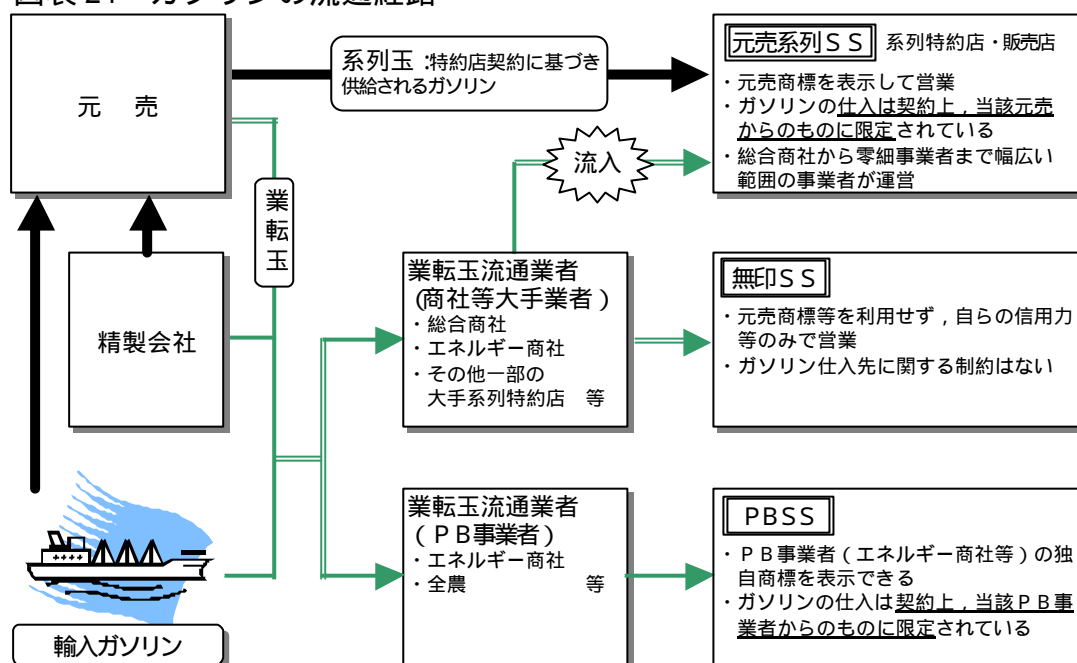 元　売
系列玉：特約店契約に基づき
供給されるガソリン
元売系列ＳＳ 系列特約店・販売店
・元売商標を表示して営業
・ガソリンの仕入は契約上，当該元売
からのものに限定されている
・総合商社から零細事業者まで幅広い
範囲の事業者が運営
流入
業転玉
精製会社
業転玉流通業者
（商社等大手業者）
・総合商社
・エネルギー商社
・その他一部の
大手系列特約店　等
無印ＳＳ
・元売商標等を利用せず，自らの信用力
等のみで営業
・ガソリン仕入先に関する制約はない
輸入ガソリン
業転玉流通業者
（ＰＢ事業者）
・エネルギー商社
・全農　　　　　　等
ＰＢＳＳ
・ＰＢ事業者（エネルギー商社等）の独
自商標を表示できる
・ガソリンの仕入は契約上，当該ＰＢ事
業者からのものに限定されている